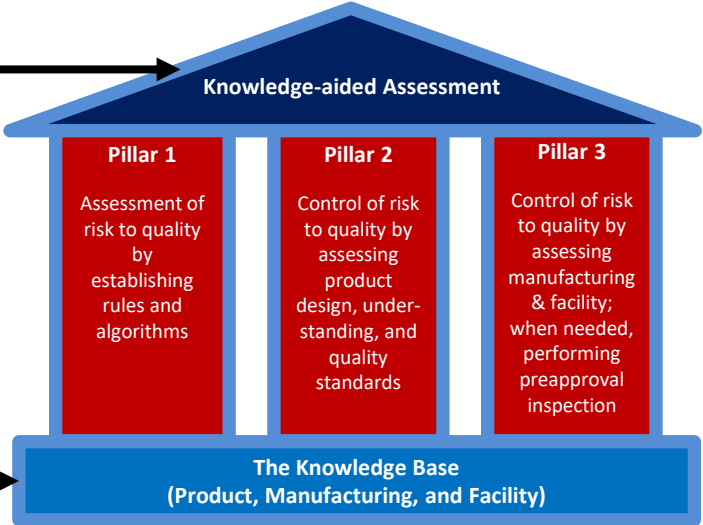 Knowledge-aided Assessment
Pillar 1
Assessment of
risk to quality
by
establishing
rules and
algorithms
Pillar 2
Control of risk
to quality by
assessing
product
design, under-
standing, and
quality
standards
Pillar 3
Control of risk
to quality by
assessing
manufacturing
& facility;
when needed,
performing
preapproval
inspection
The Knowledge Base
(Product, Manufacturing, and Facility)